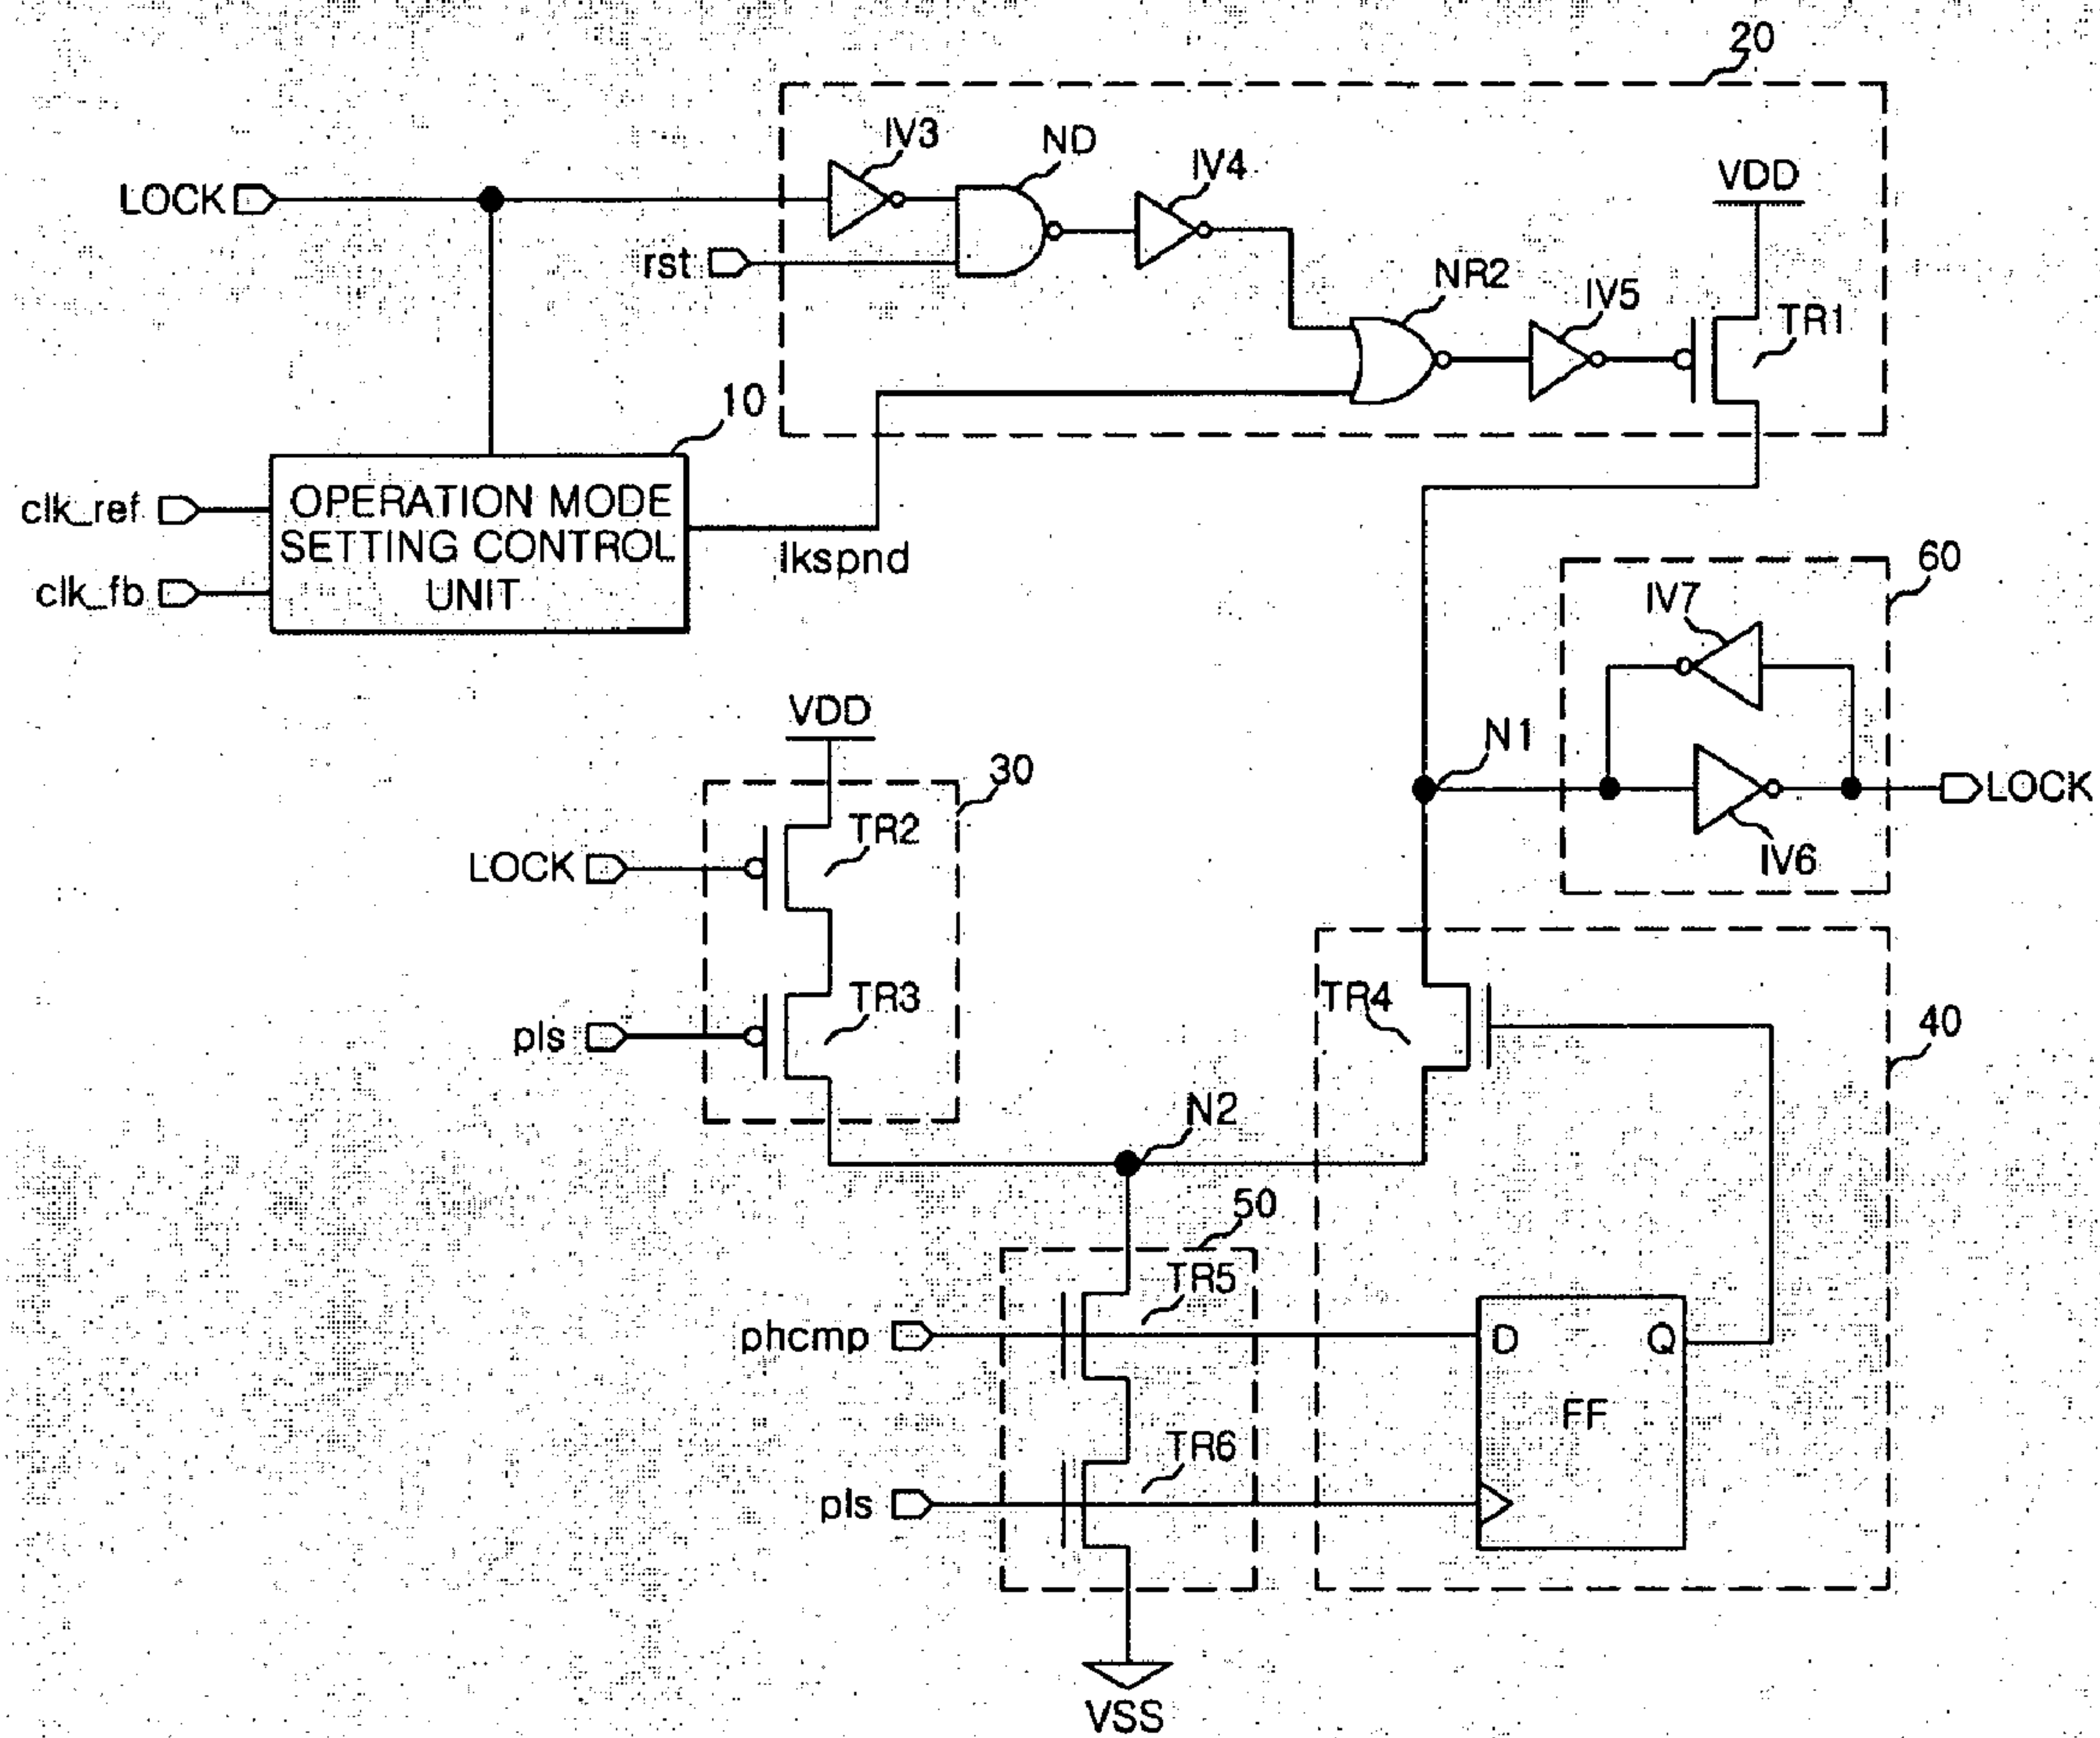 20
IV3
ND
IV4
VDD
LOCK
rst
NR2
IV5
TR1
10
clk_ref
OPERATION MODE
SETTING CONTROL
UNIT
lkspnd
clk_fb
60
IV7
VDD
N1
30
LOCK
TR2
IV6
LOCK
TR3
TR4
pls
40
N2
50
TR5
phcmp
D
Q
FF
TR6
pls
VSS